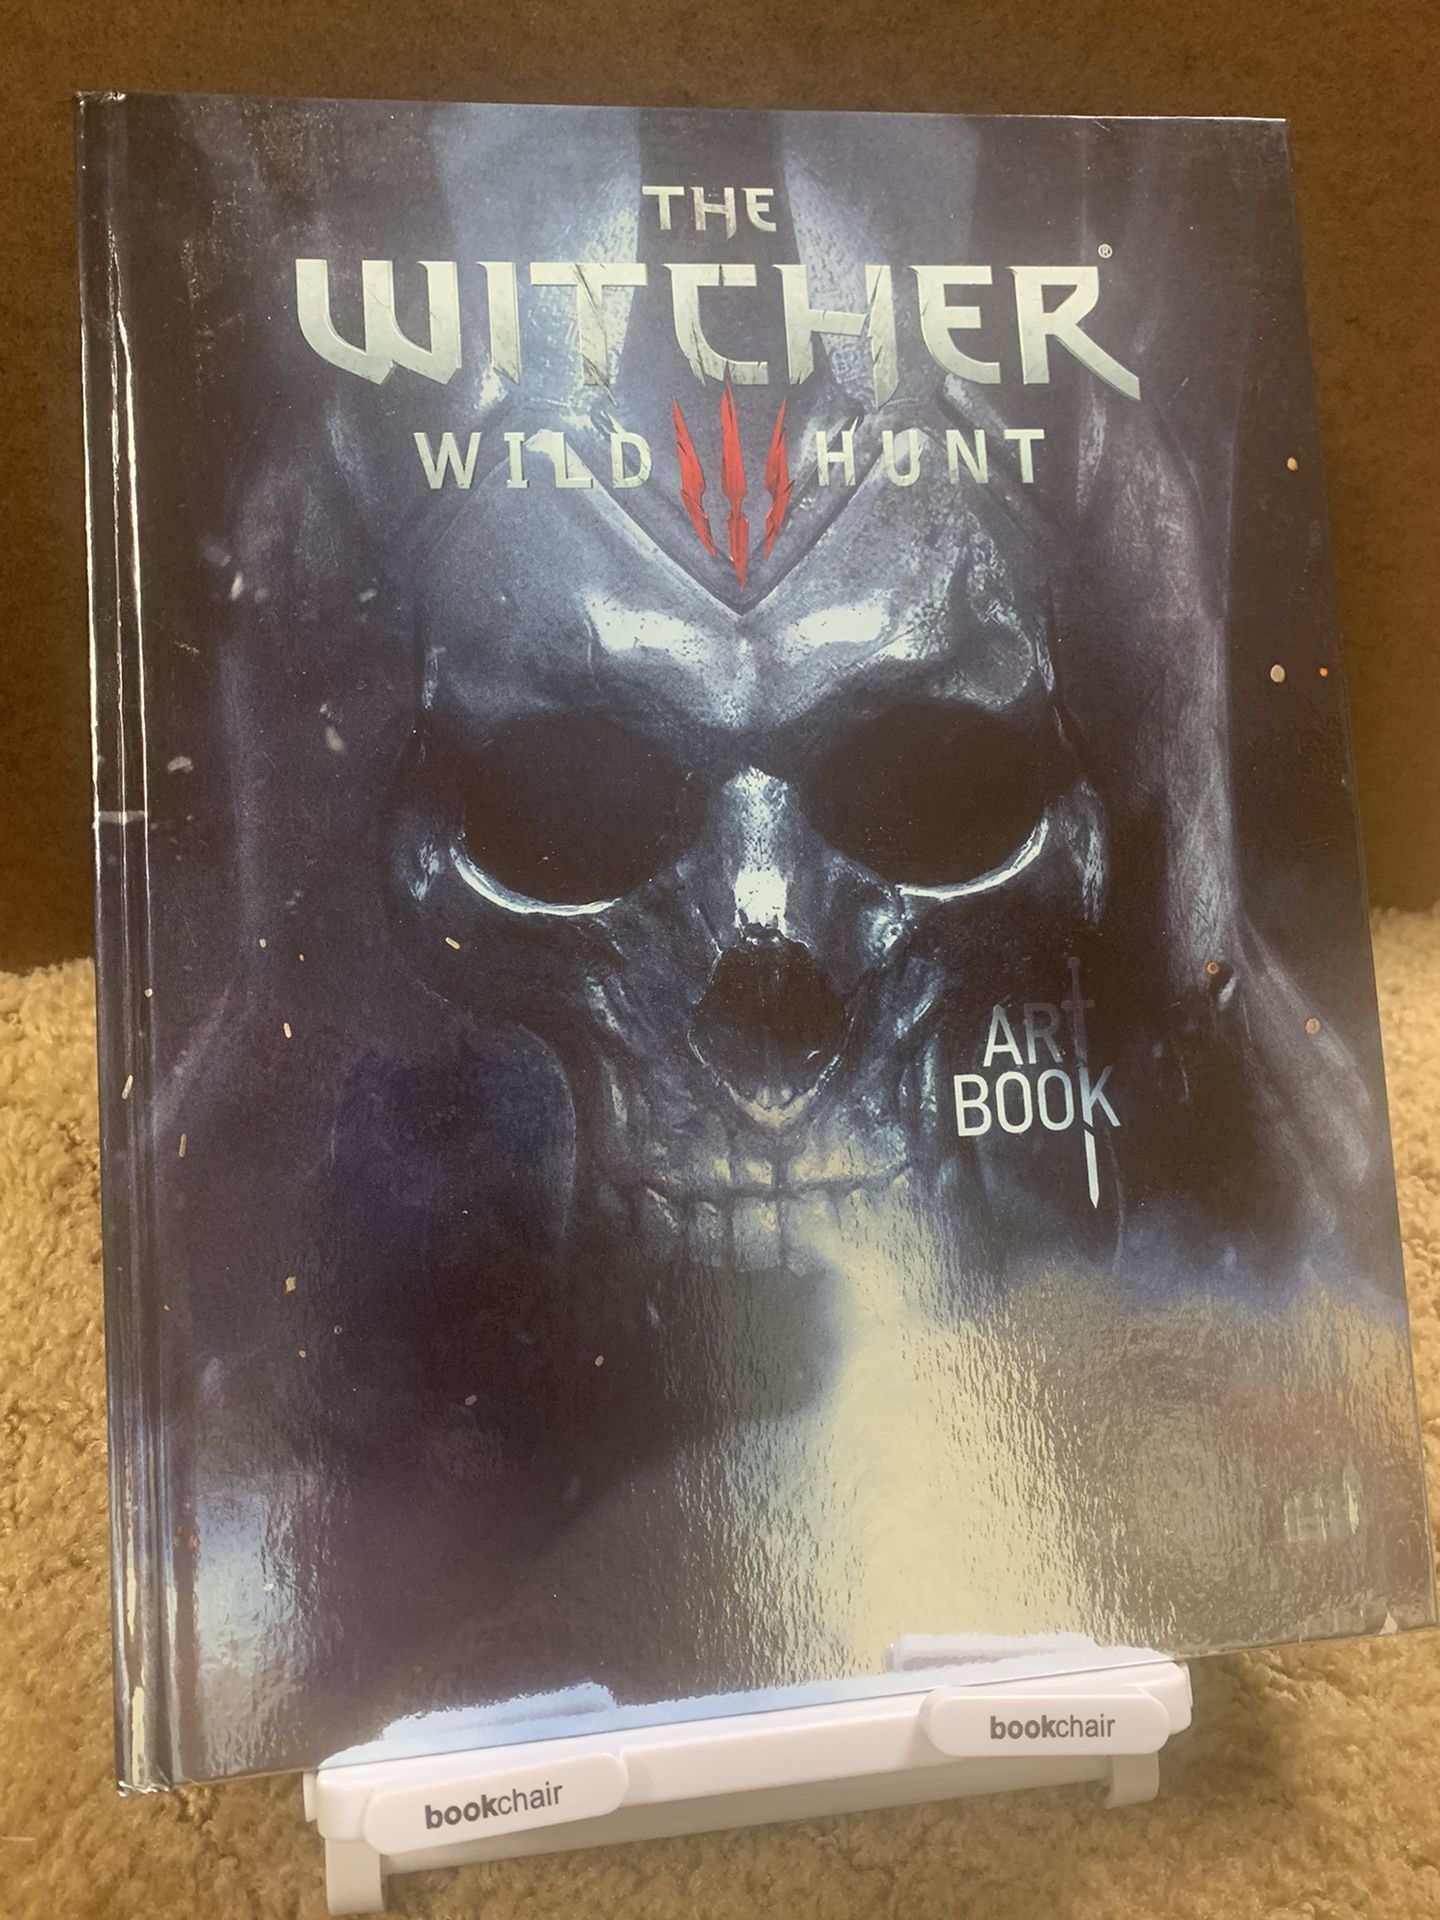 THE
WITCHER®
WILD HUNT
ART
BOOK
bookchair
bookchair